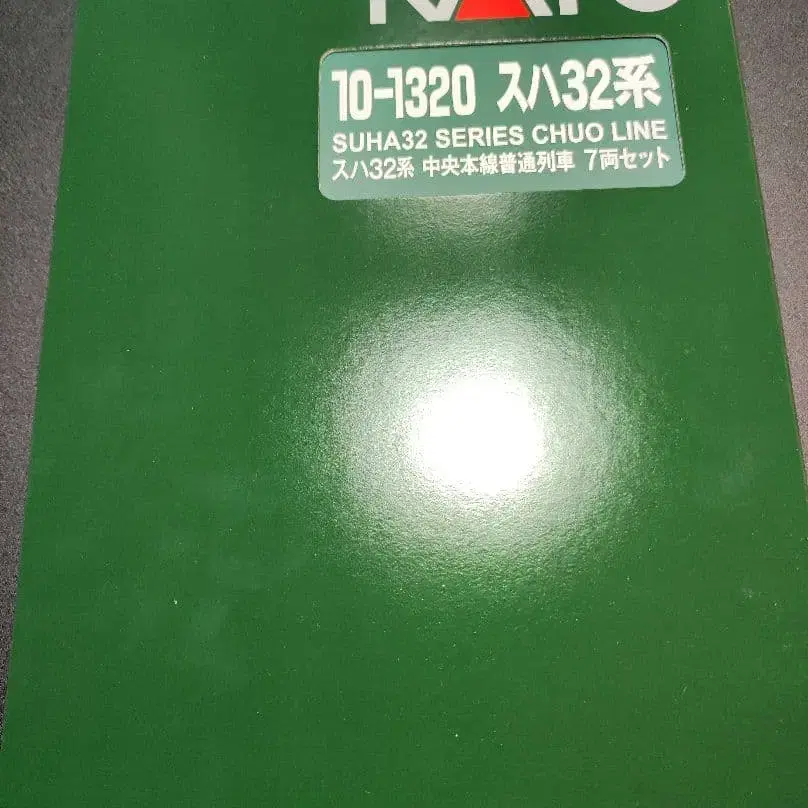 KATO
10-1320 スハ32系
SUHA32 SERIES CHUO LINE
スハ32系 中央本線普通列車 7両セット